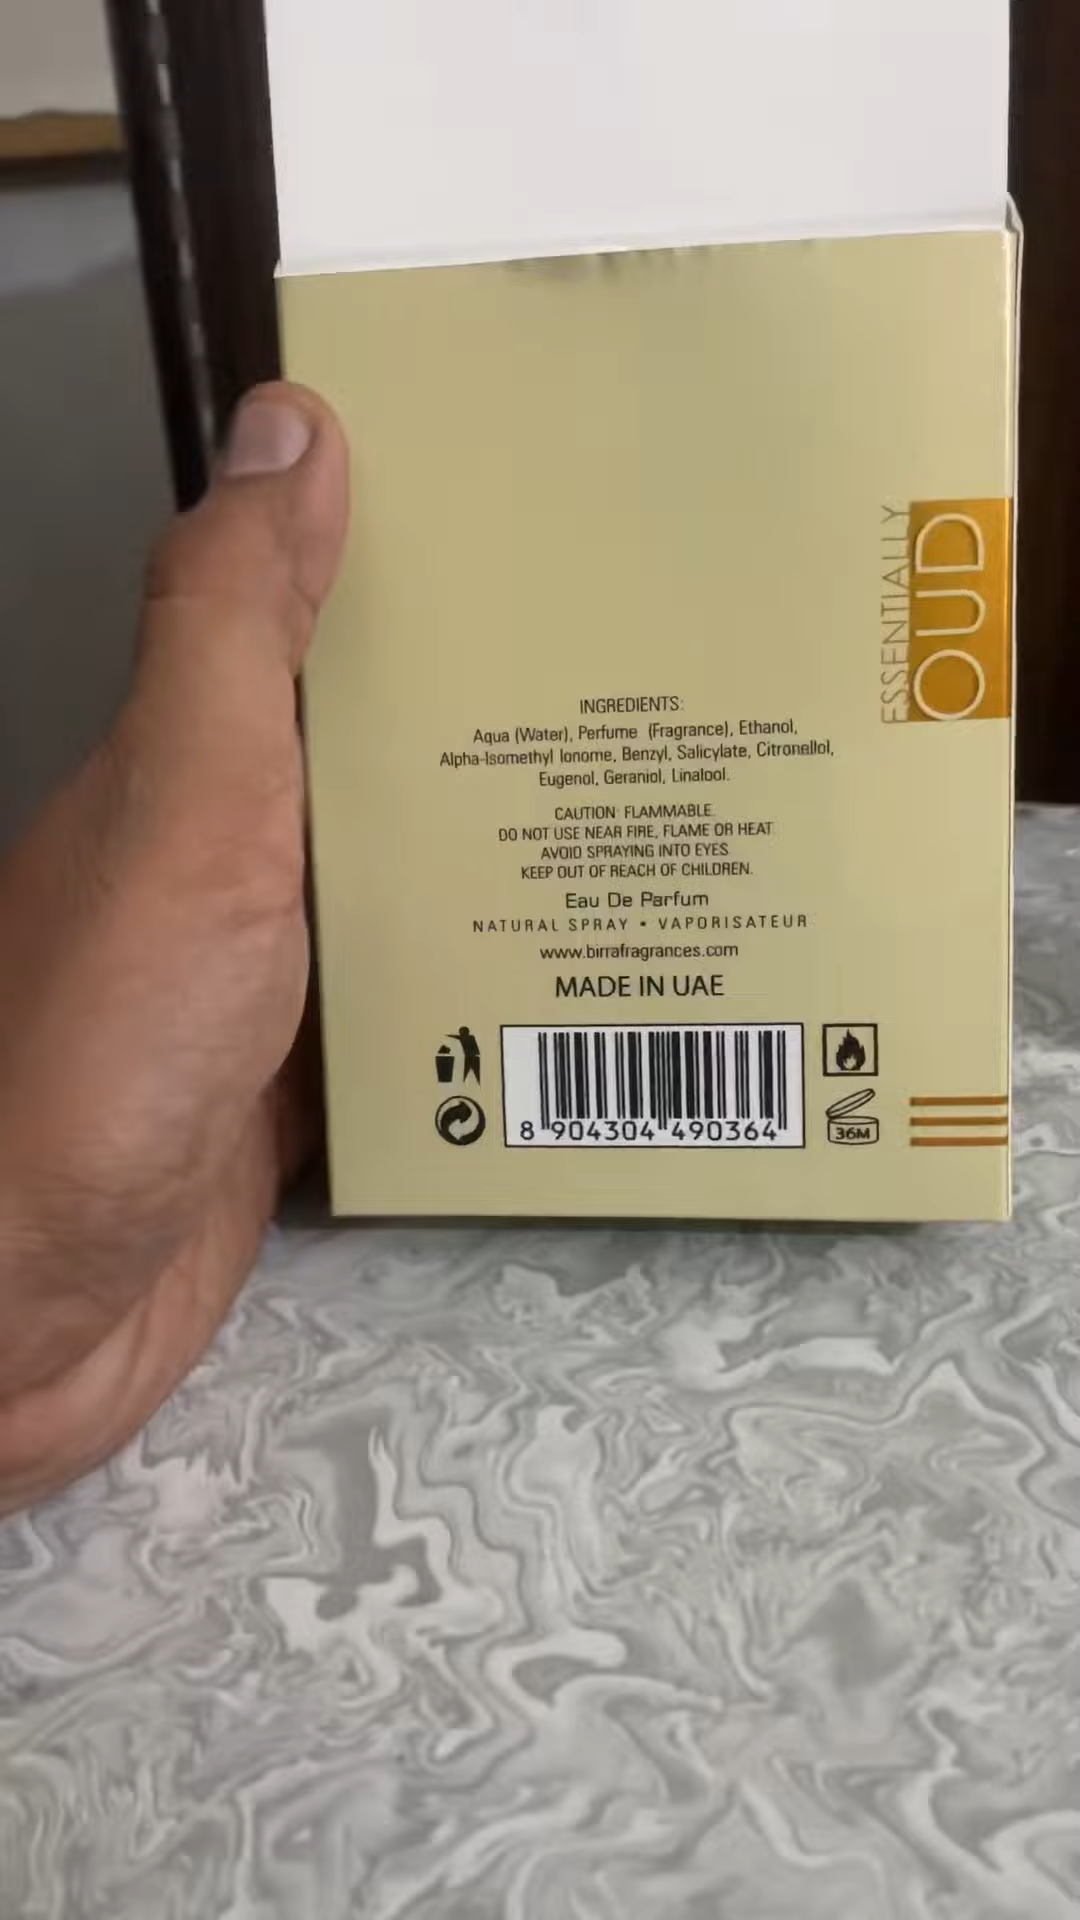 ESSENTIALLY
OUD
INGREDIENTS:
Aqua (Water), Perfume (Fragrance), Ethanol,
Alpha-Isomethyl Ionome, Benzyl, Salicylate, Citronellol,
Eugenol, Geraniol, Linalool.
CAUTION: FLAMMABLE.
DO NOT USE NEAR FIRE, FLAME OR HEAT
AVOID SPRAYING INTO EYES
KEEP OUT OF REACH OF CHILDREN.
Eau De Parfum
NATURAL SPRAY • VAPORISATEUR
www.birrafragrances.com
MADE IN UAE
8 904304 490364
36M